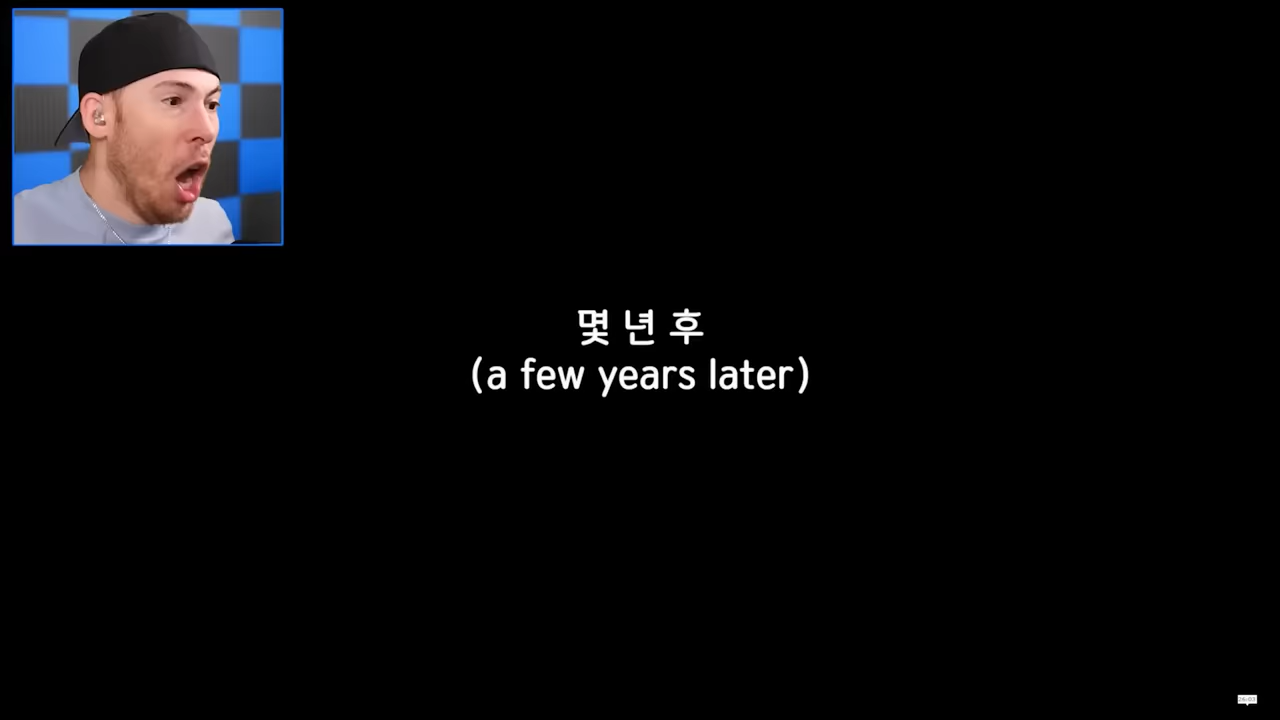 몇 년 후
(a few years later)